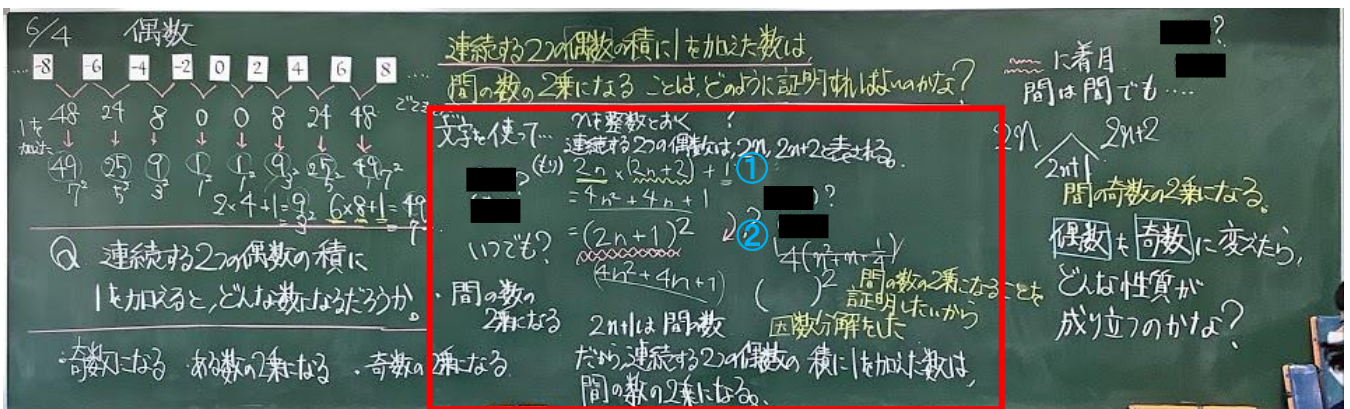 6/4 偶数
-8 -6 -4 -2 0 2 4 6 8
48 24 8 0 0 8 24 48
1を
加えた
49 25 9 1 1 9 25 49
7² 5² 3² 1² 1² 3² 5² 7²
2×4+1=9 6×8+1=49
3² 7²
Q 連続する2つの偶数の積に
1を加えると、どんな数になるだろうか。
・奇数になる ・ある数の2乗になる ・奇数の2乗になる
・間の数の
2乗になる
連続する2つの偶数の積に1を加えた数は
間の数の2乗になることは、どのように証明すればよいのかな?
文字を使って…
いつでも?
nを整数とおく ?
連続する2つの偶数は、2n, 2n+2と表される。
2n×(2n+2)+1 ①
=4n²+4n+1
=(2n+1)² ②
(4n²+4n+1)
4(n²+n+1/4)
( )²
間の数の2乗になることを
証明したいから
因数分解をした
2n+1は間の数
だから、連続する2つの偶数の積に1を加えた数は、
間の数の2乗になる。
に着目
間は間でも‥‥
2n 2n+2
2n+1
間の奇数の2乗になる。
偶数を奇数に変えたら,
どんな性質が
成り立つのかな?